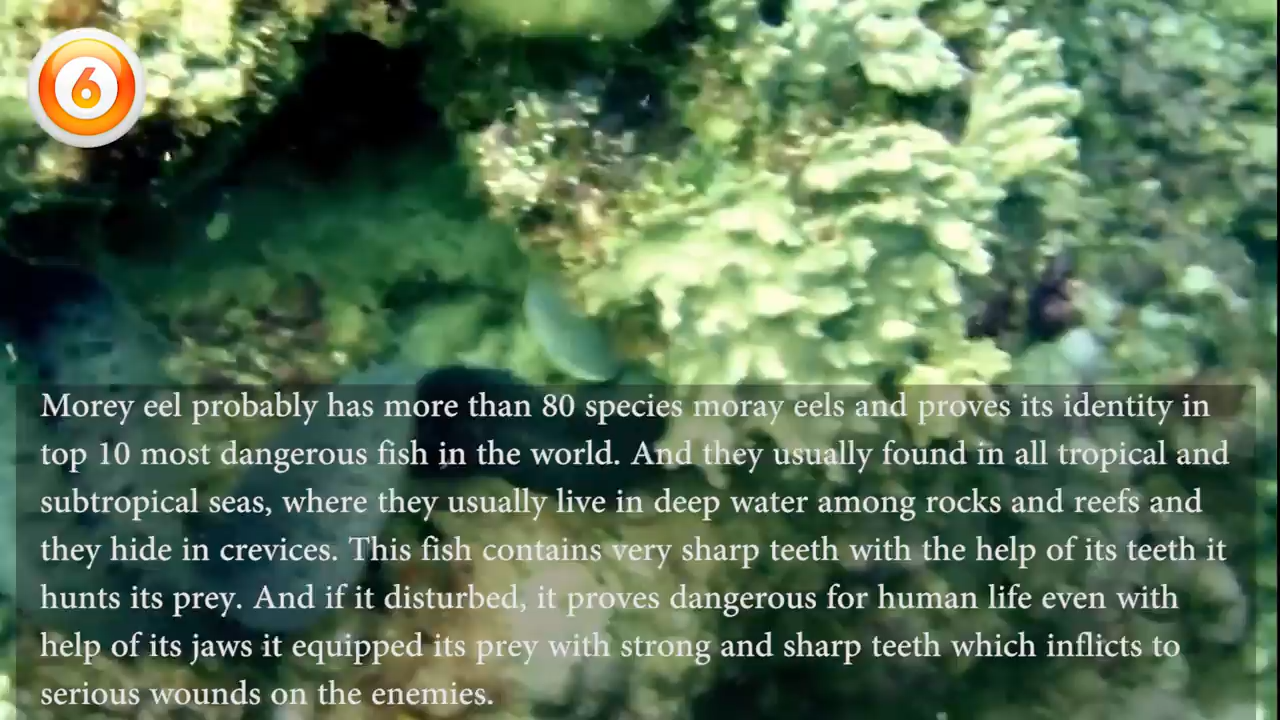 6
Morey eel probably has more than 80 species moray eels and proves its identity in
top 10 most dangerous fish in the world. And they usually found in all tropical and
subtropical seas, where they usually live in deep water among rocks and reefs and
they hide in crevices. This fish contains very sharp teeth with the help of its teeth it
hunts its prey. And if it disturbed, it proves dangerous for human life even with
help of its jaws it equipped its prey with strong and sharp teeth which inflicts to
serious wounds on the enemies.